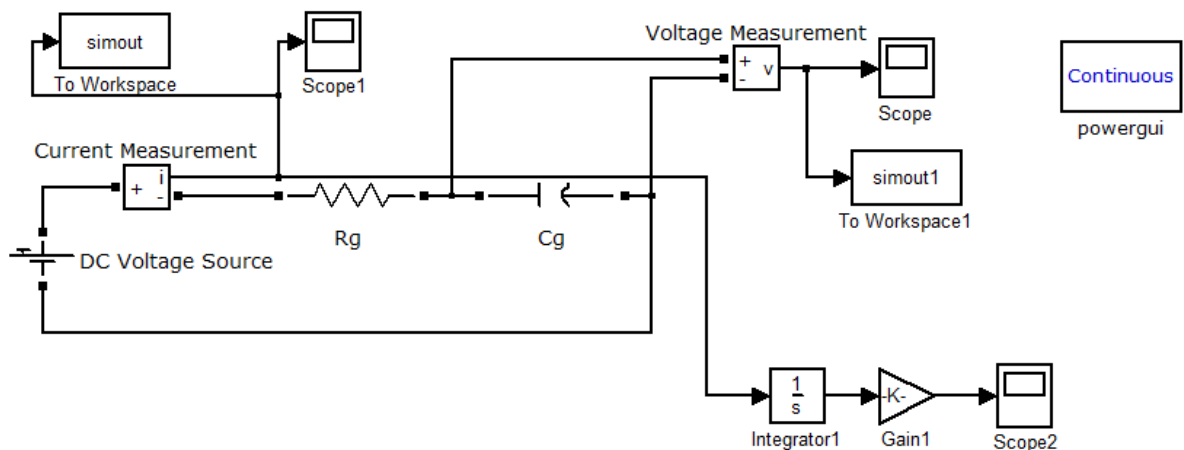 simout
To Workspace
Scope1
Voltage Measurement
+
-
v
Scope
Continuous
powergui
simout1
To Workspace1
Current Measurement
+
i
-
Rg
Cg
DC Voltage Source
1
s
Integrator1
-K-
Gain1
Scope2